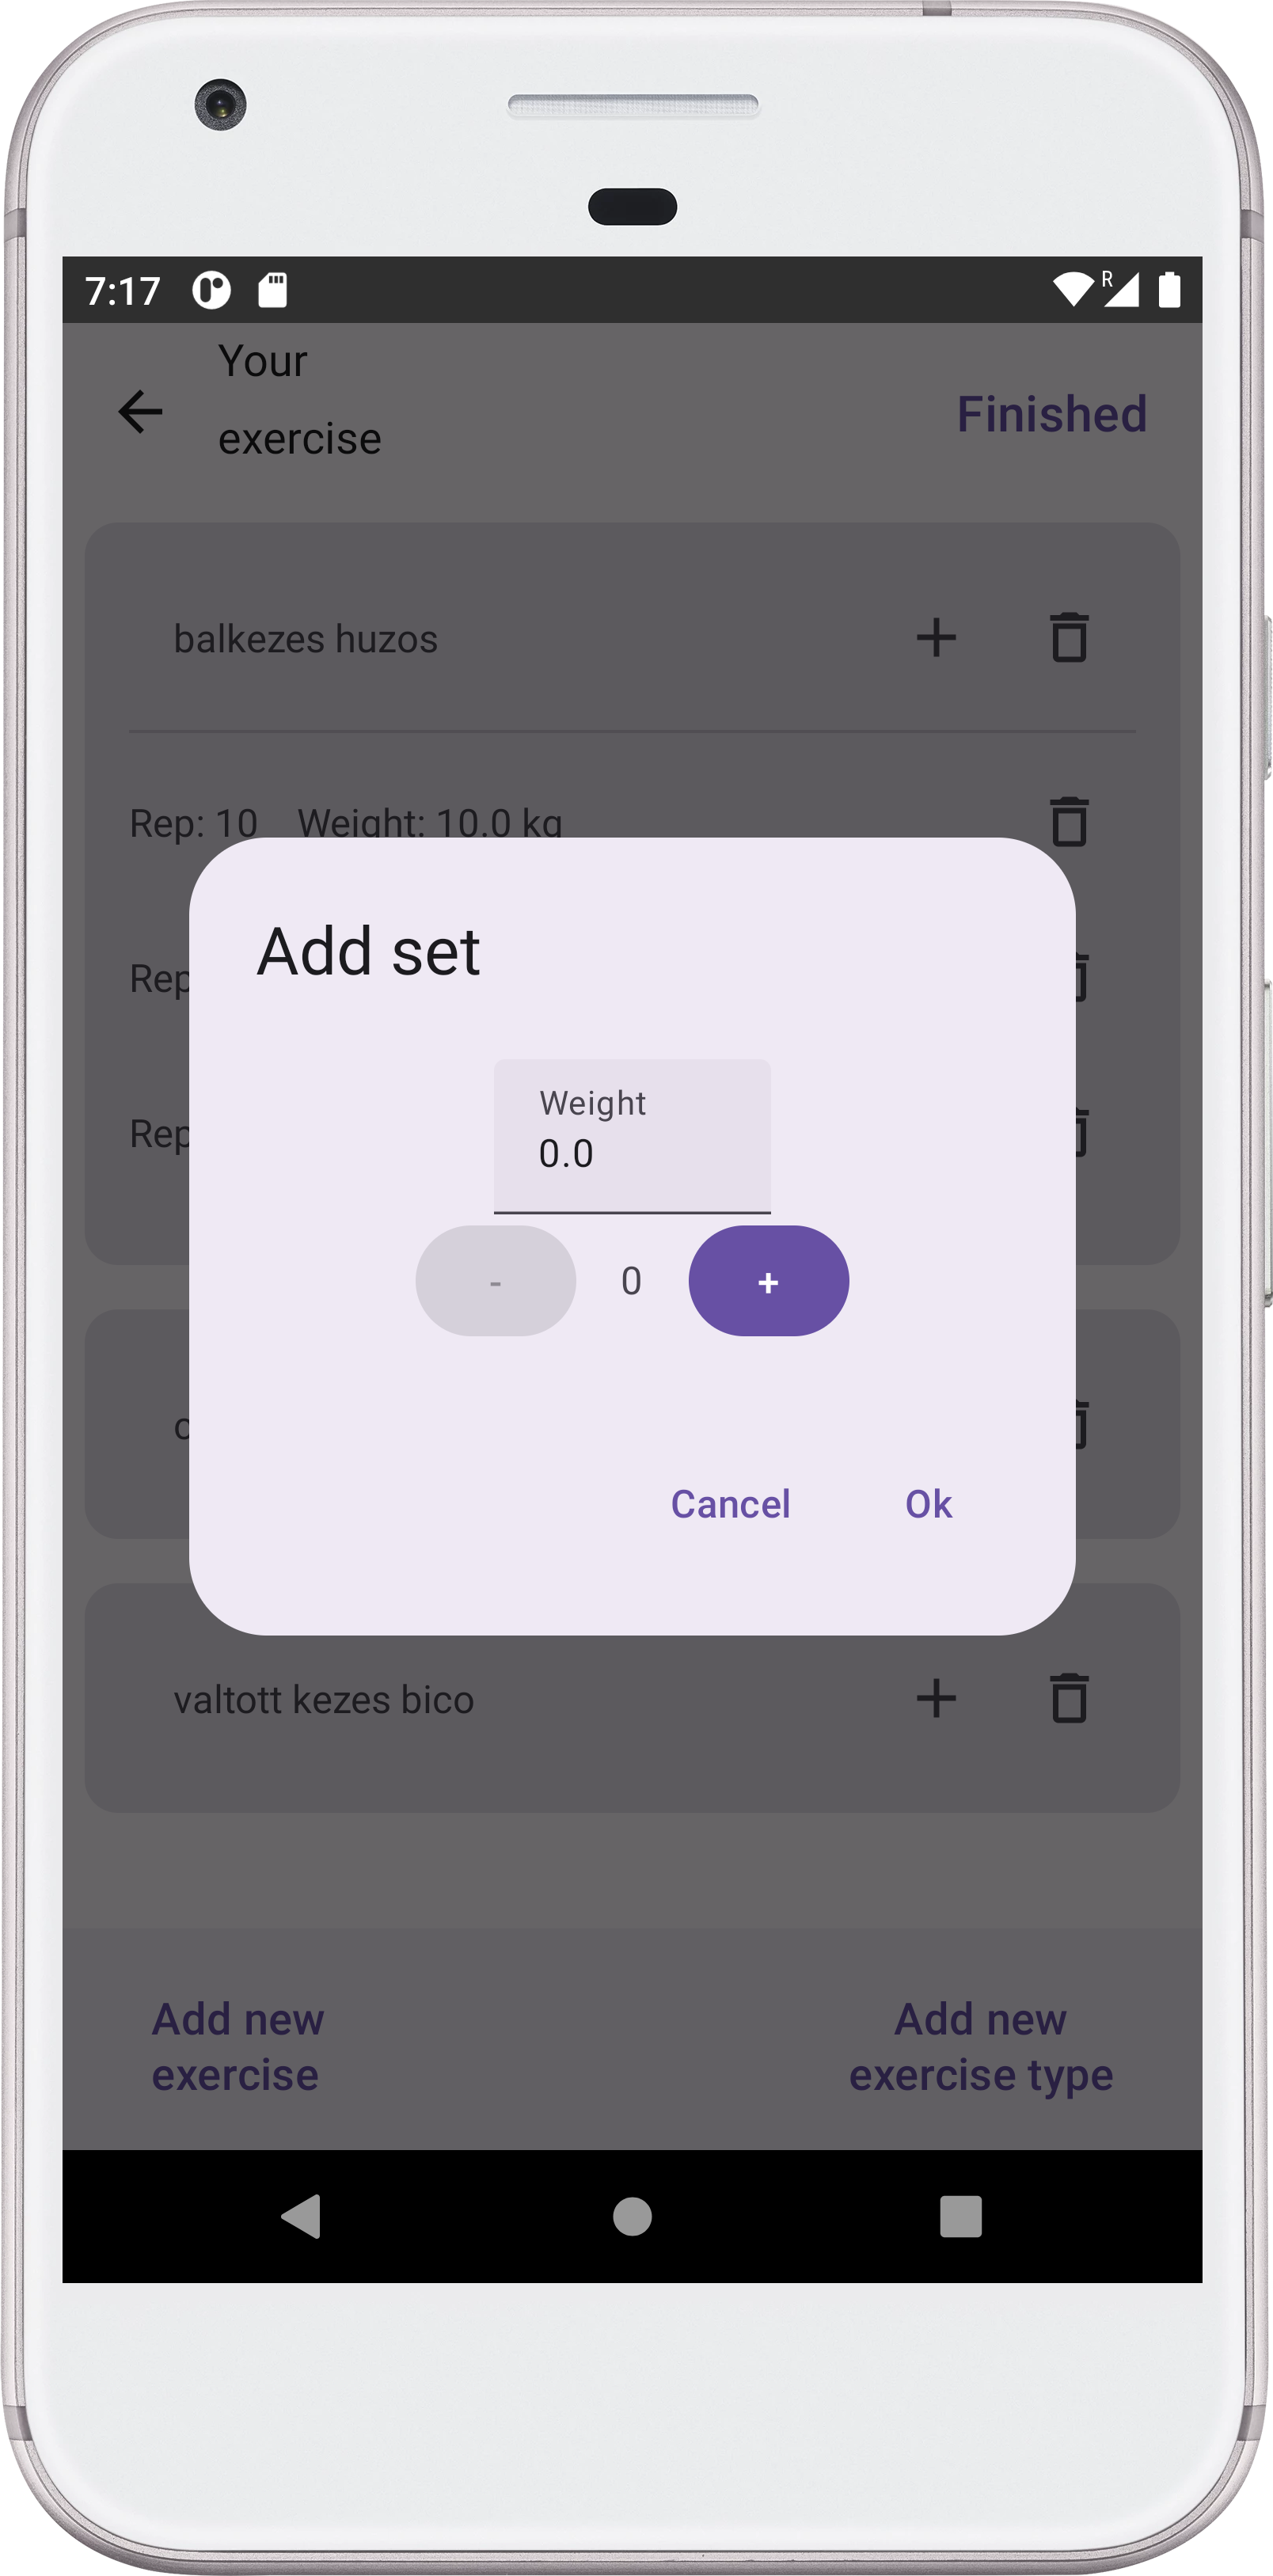 7:17 R
Your
exercise
Finished
balkezes huzos
Rep: 10 Weight: 10.0 kg
Add set
Rep
Weight
0.0
Rep
- 0 +
Cancel Ok
valtott kezes bico
Add new
exercise
Add new
exercise type